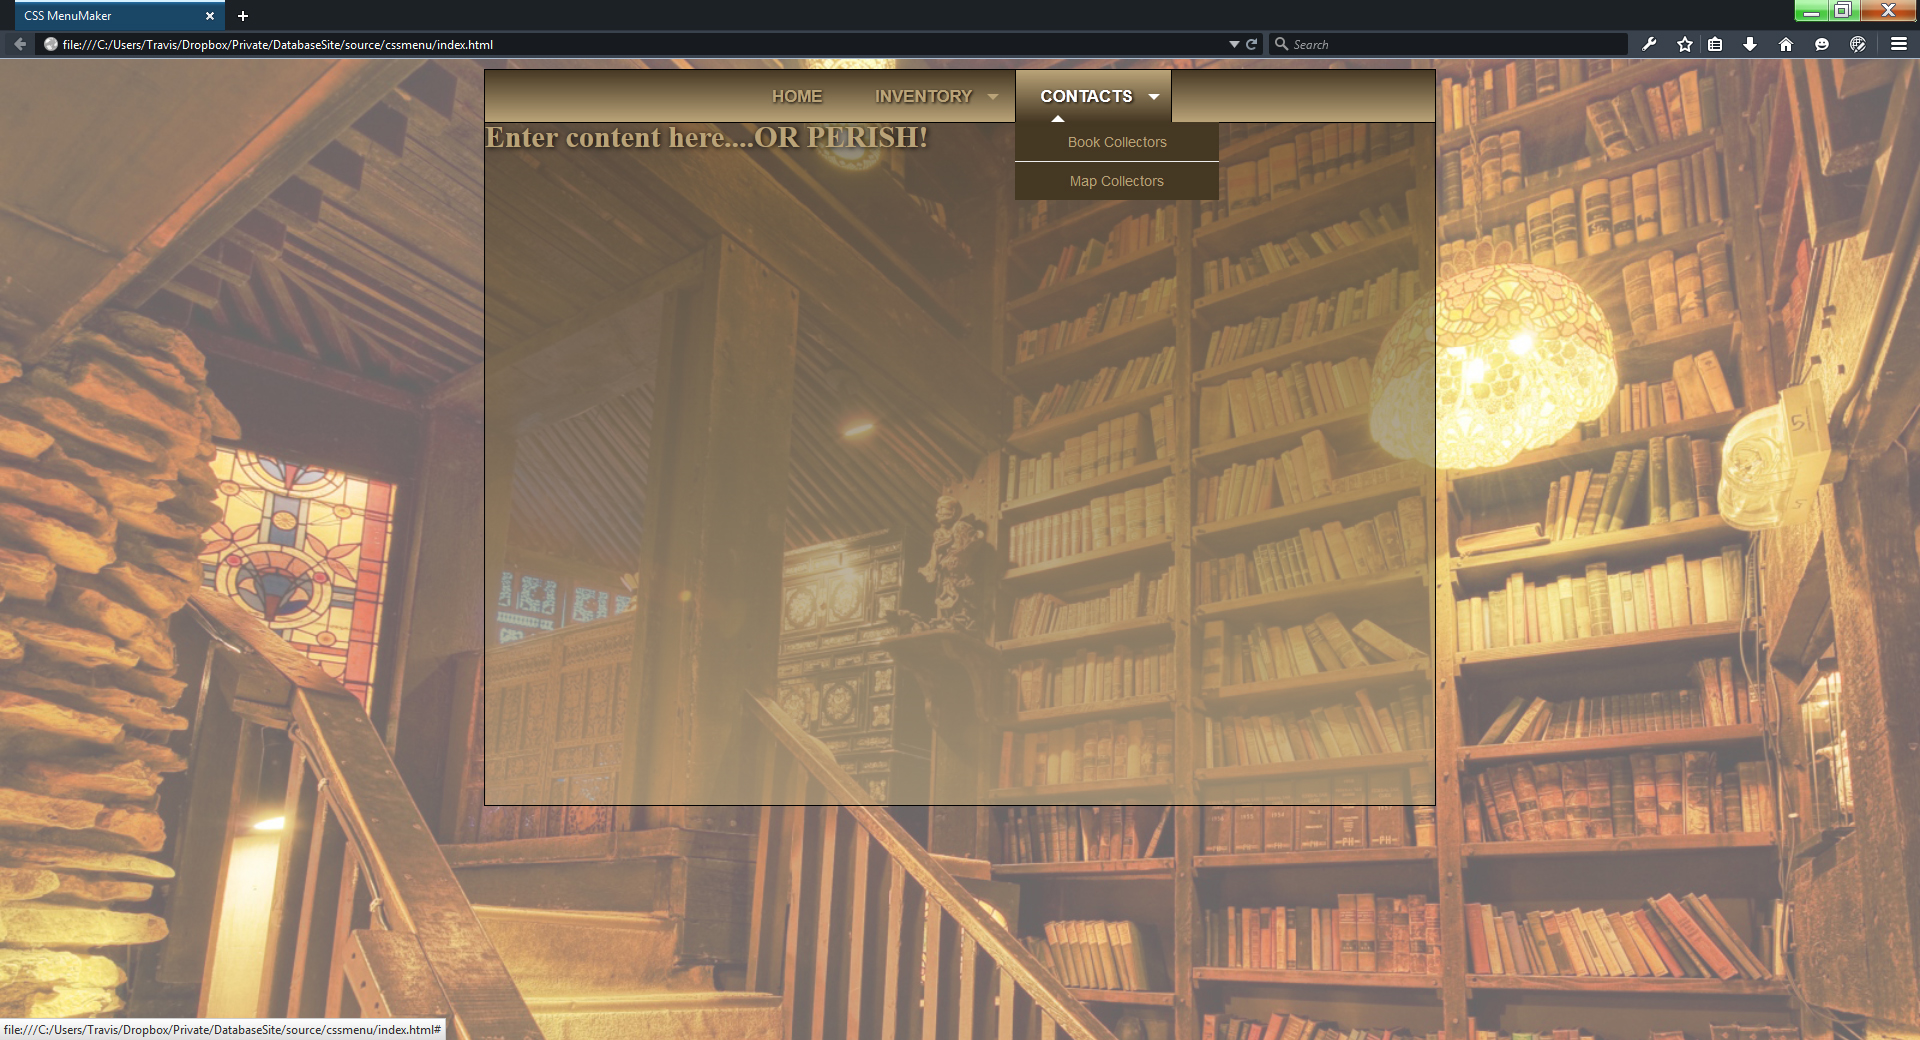 CSS MenuMaker
file:///C:/Users/Travis/Dropbox/Private/DatabaseSite/source/cssmenu/index.html
Search
HOME INVENTORY CONTACTS
Enter content here....OR PERISH!
Book Collectors
Map Collectors
51
file:///C:/Users/Travis/Dropbox/Private/DatabaseSite/source/cssmenu/index.html#